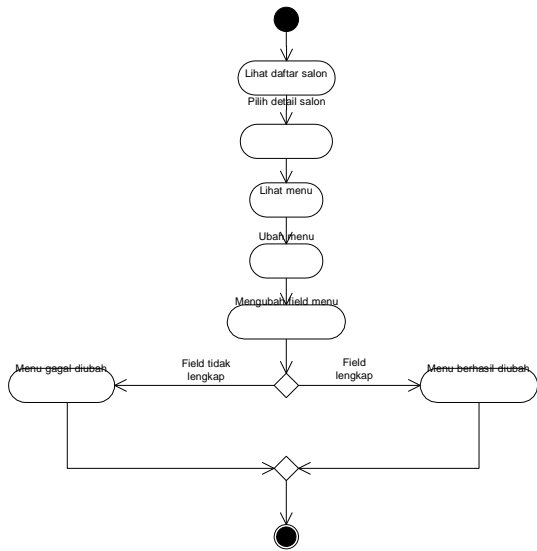 Lihat daftar salon
Pilih detail salon
Lihat menu
Ubah menu
Mengubah field menu
Field tidak
lengkap
Field
lengkap
Menu gagal diubah
Menu berhasil diubah